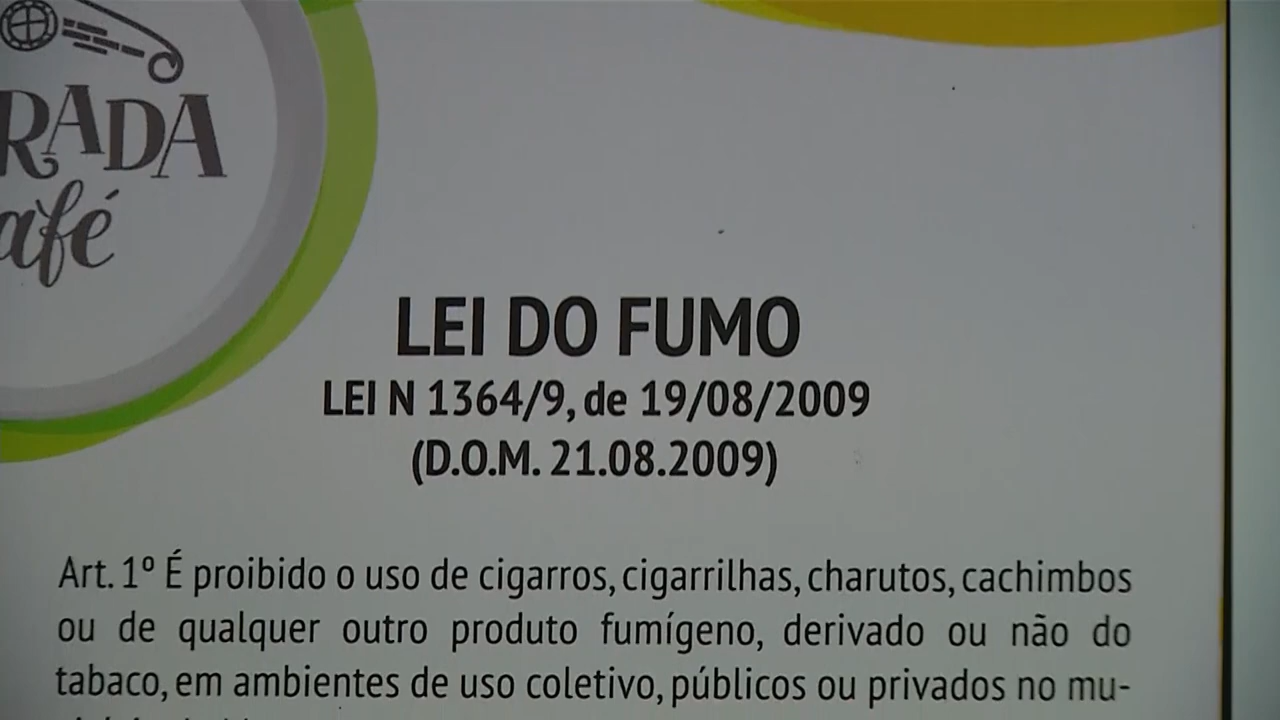 RADA
afé
LEI DO FUMO
LEI N 1364/9, de 19/08/2009
(D.O.M. 21.08.2009)
Art. 1º É proibido o uso de cigarros, cigarrilhas, charutos, cachimbos
ou de qualquer outro produto fumígeno, derivado ou não do
tabaco, em ambientes de uso coletivo, públicos ou privados no mu-